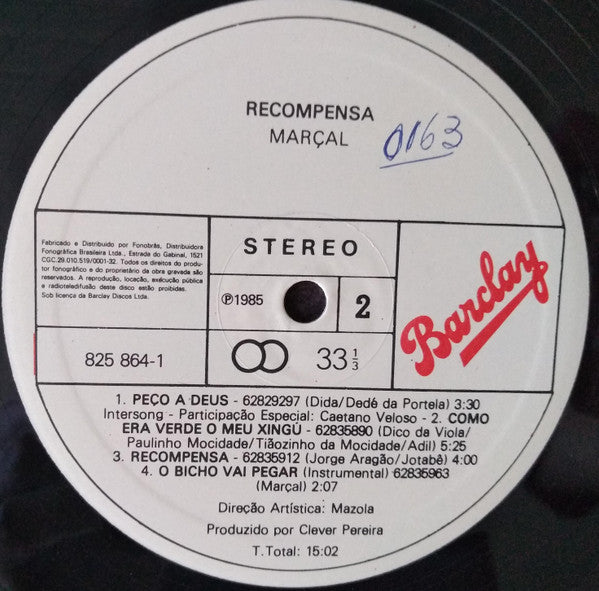 RECOMPENSA
MARÇAL
0163
Fabricado e Distribuido por Fonobrás, Distribuidora
Fonográfica Brasileira Ltda., Estrada do Gabinal, 1521
CGC.29.010.519/0001-32. Todos os direitos do produ-
tor fonográfico e do proprietário da obra gravada são
reservados. A reprodução, locação, execução pública
e radioteledifusão deste disco estão proibidas.
Sob licença da Barclay Discos Ltda.
STEREO
℗1985
2
Barclay
825 864-1
33 1/3
1. PEÇO A DEUS - 62829297 (Dida/Dedé da Portela) 3:30
Intersong - Participação Especial: Caetano Veloso - 2. COMO
ERA VERDE O MEU XINGÚ - 62835890 (Dico da Viola/
Paulinho Mocidade/Tiãozinho da Mocidade/Adil) 5:25
3. RECOMPENSA - 62835912 (Jorge Aragão/Jotabê) 4:00
4. O BICHO VAI PEGAR (Instrumental) 62835963
(Marçal) 2:07
Direção Artística: Mazola
Produzido por Clever Pereira
T.Total: 15:02